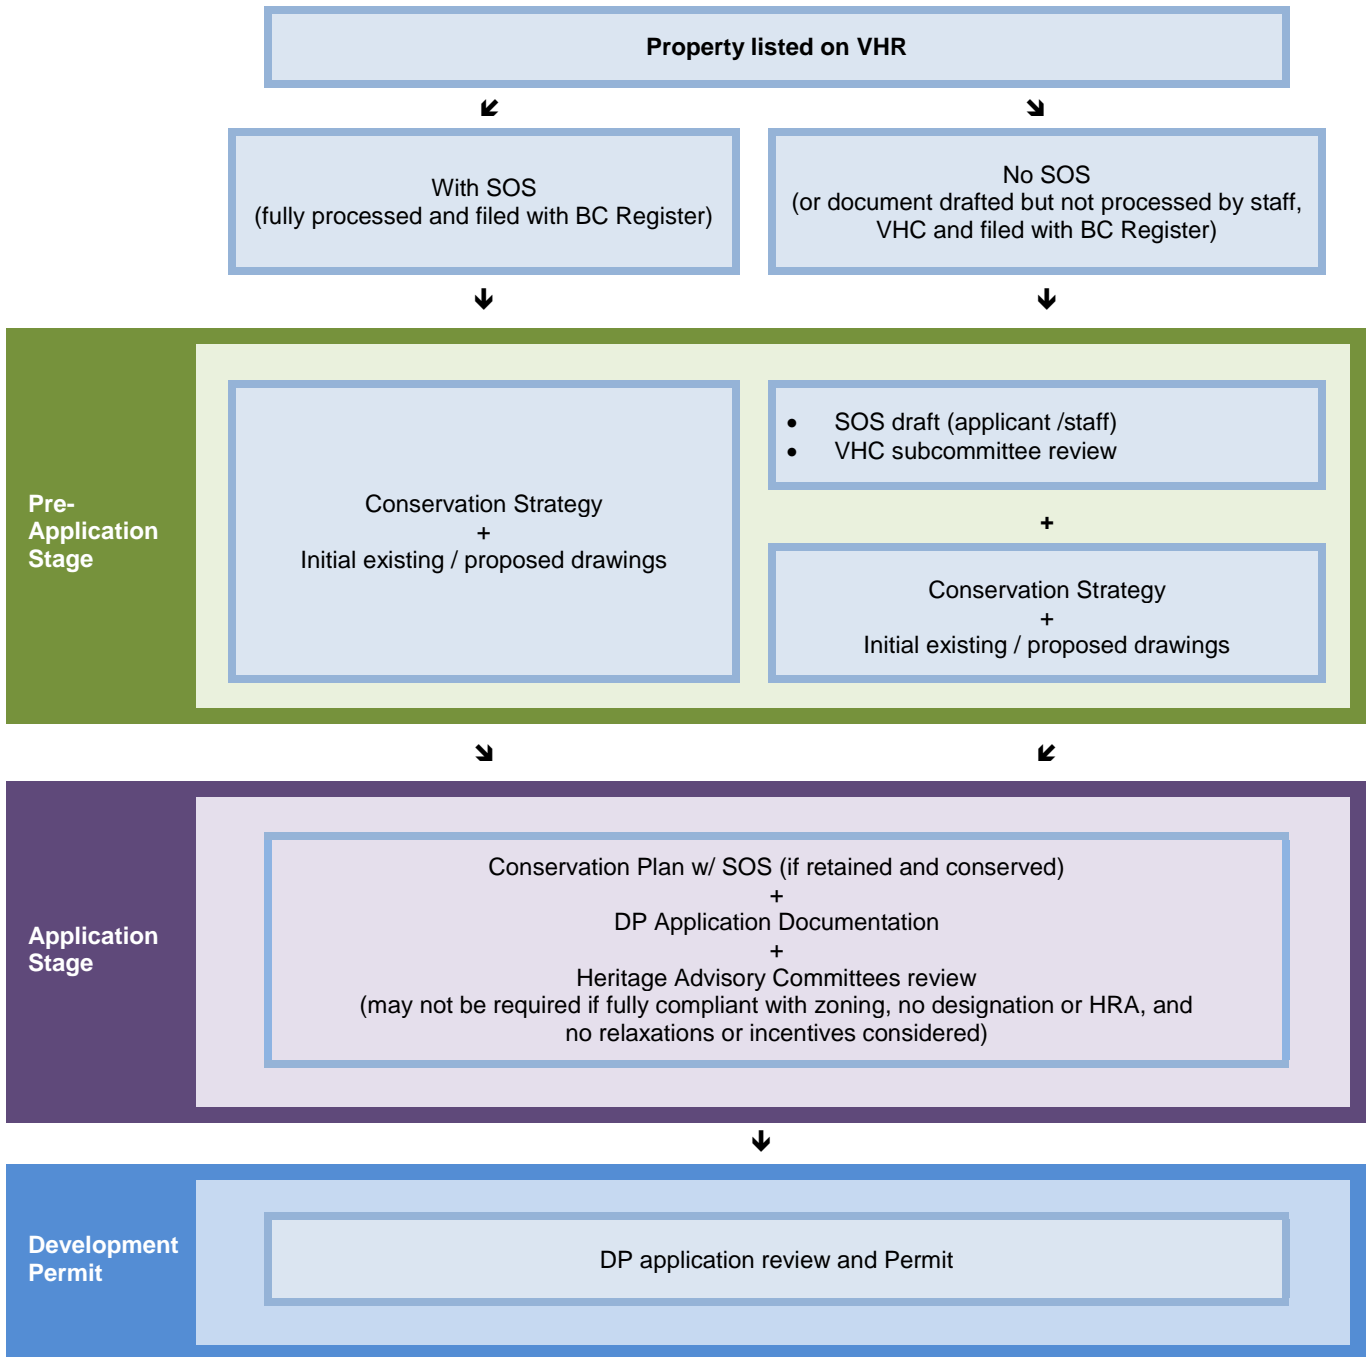 Property listed on VHR
With SOS
(fully processed and filed with BC Register)
No SOS
(or document drafted but not processed by staff,
VHC and filed with BC Register)
Pre-
Application
Stage
Conservation Strategy
+
Initial existing / proposed drawings
• SOS draft (applicant /staff)
• VHC subcommittee review
+
Conservation Strategy
+
Initial existing / proposed drawings
Application
Stage
Conservation Plan w/ SOS (if retained and conserved)
+
DP Application Documentation
+
Heritage Advisory Committees review
(may not be required if fully compliant with zoning, no designation or HRA, and
no relaxations or incentives considered)
Development
Permit
DP application review and Permit